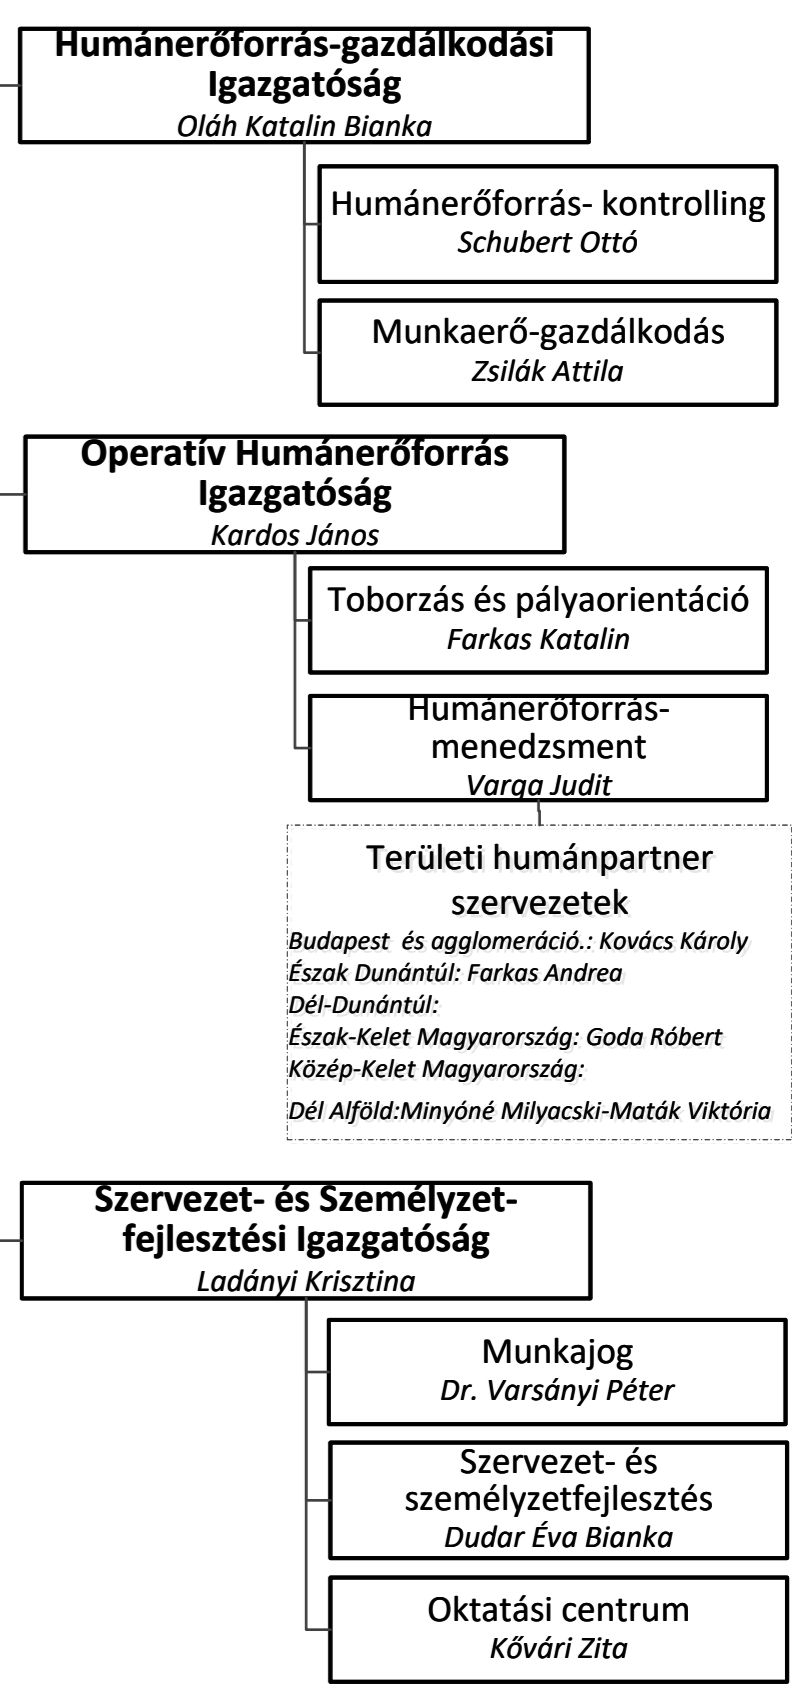 Humánerőforrás-gazdálkodási
Igazgatóság
Oláh Katalin Bianka
Humánerőforrás- kontrolling
Schubert Ottó
Munkaerő-gazdálkodás
Zsilák Attila
Operatív Humánerőforrás
Igazgatóság
Kardos János
Toborzás és pályaorientáció
Farkas Katalin
Humánerőforrás-
menedzsment
Varga Judit
Területi humánpartner
szervezetek
Budapest és agglomeráció.: Kovács Károly
Észak Dunántúl: Farkas Andrea
Dél-Dunántúl:
Észak-Kelet Magyarország: Goda Róbert
Közép-Kelet Magyarország:
Dél Alföld:Minyóné Milyacski-Maták Viktória
Szervezet- és Személyzet-
fejlesztési Igazgatóság
Ladányi Krisztina
Munkajog
Dr. Varsányi Péter
Szervezet- és
személyzetfejlesztés
Dudar Éva Bianka
Oktatási centrum
Kővári Zita